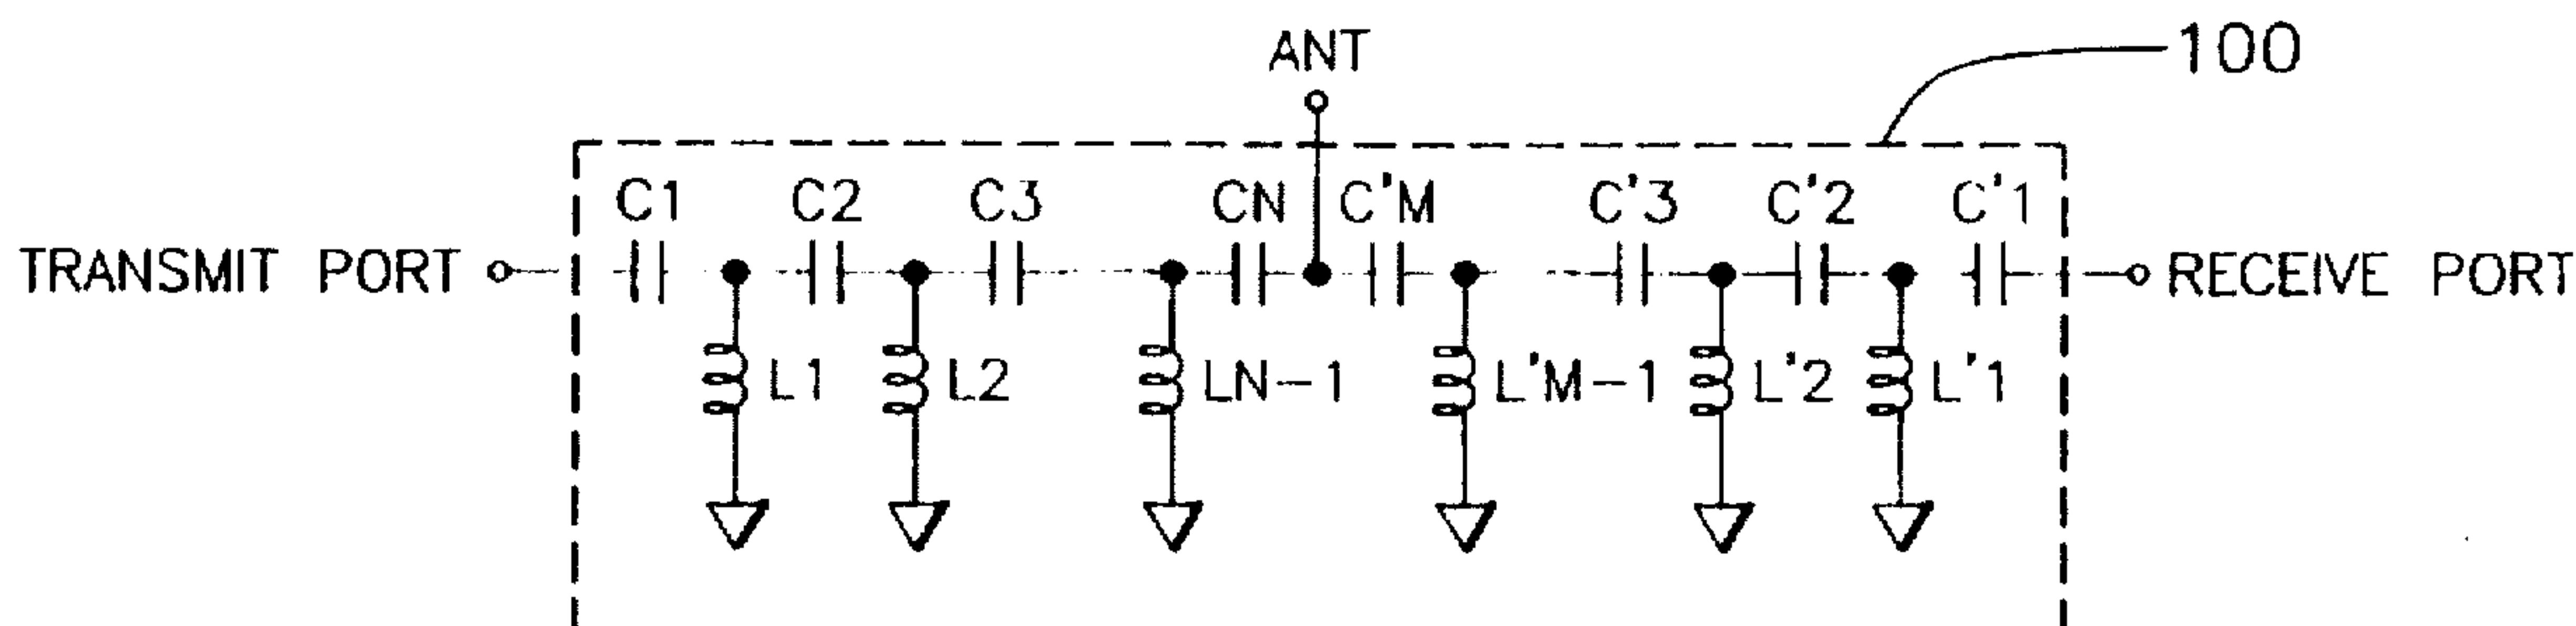 ANT
100
C1 C2 C3 CN C'M C'3 C'2 C'1
TRANSMIT PORT RECEIVE PORT
L1 L2 LN-1 L'M-1 L'2 L'1